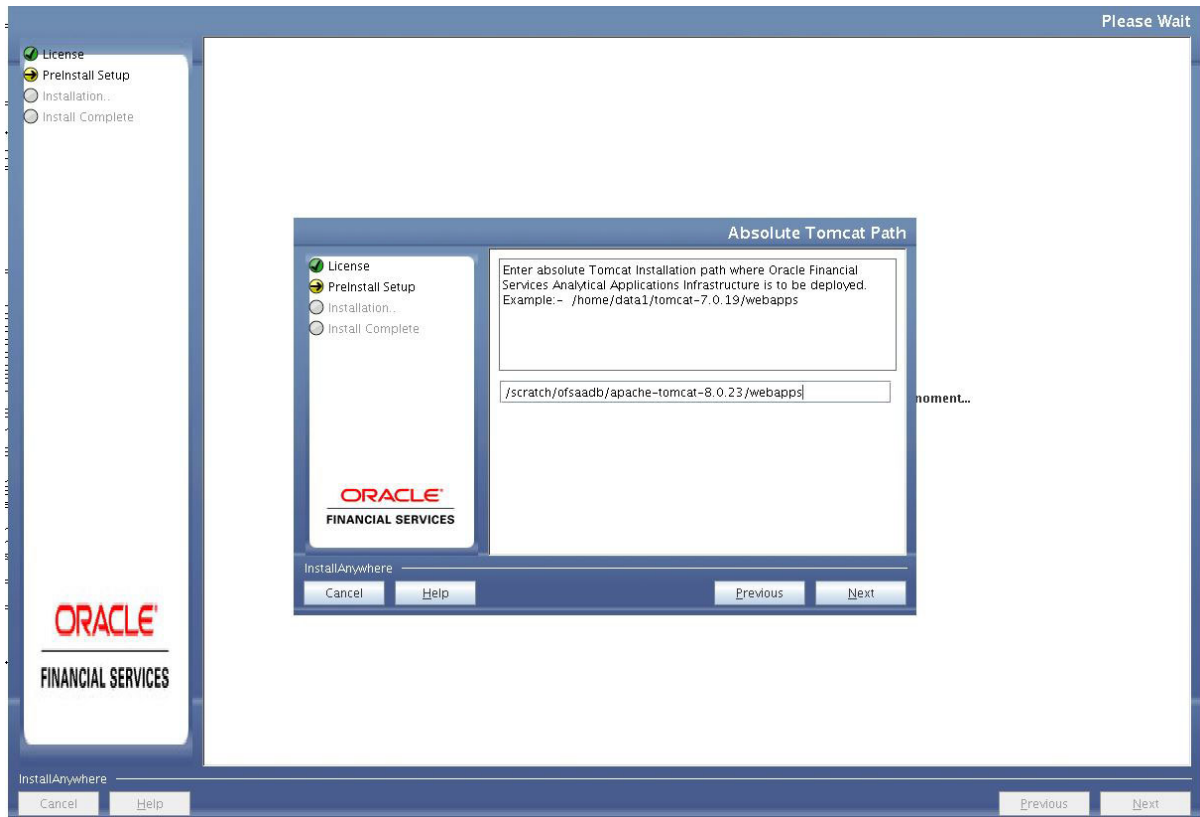 Please Wait
License
PreInstall Setup
Installation..
Install Complete
Absolute Tomcat Path
License
PreInstall Setup
Installation..
Install Complete
Enter absolute Tomcat Installation path where Oracle Financial
Services Analytical Applications Infrastructure is to be deployed.
Example:- /home/data1/tomcat-7.0.19/webapps
/scratch/ofsaadb/apache-tomcat-8.0.23/webapps
ORACLE
FINANCIAL SERVICES
InstallAnywhere
Cancel Help Previous Next
ORACLE
FINANCIAL SERVICES
InstallAnywhere
Cancel Help Previous Next